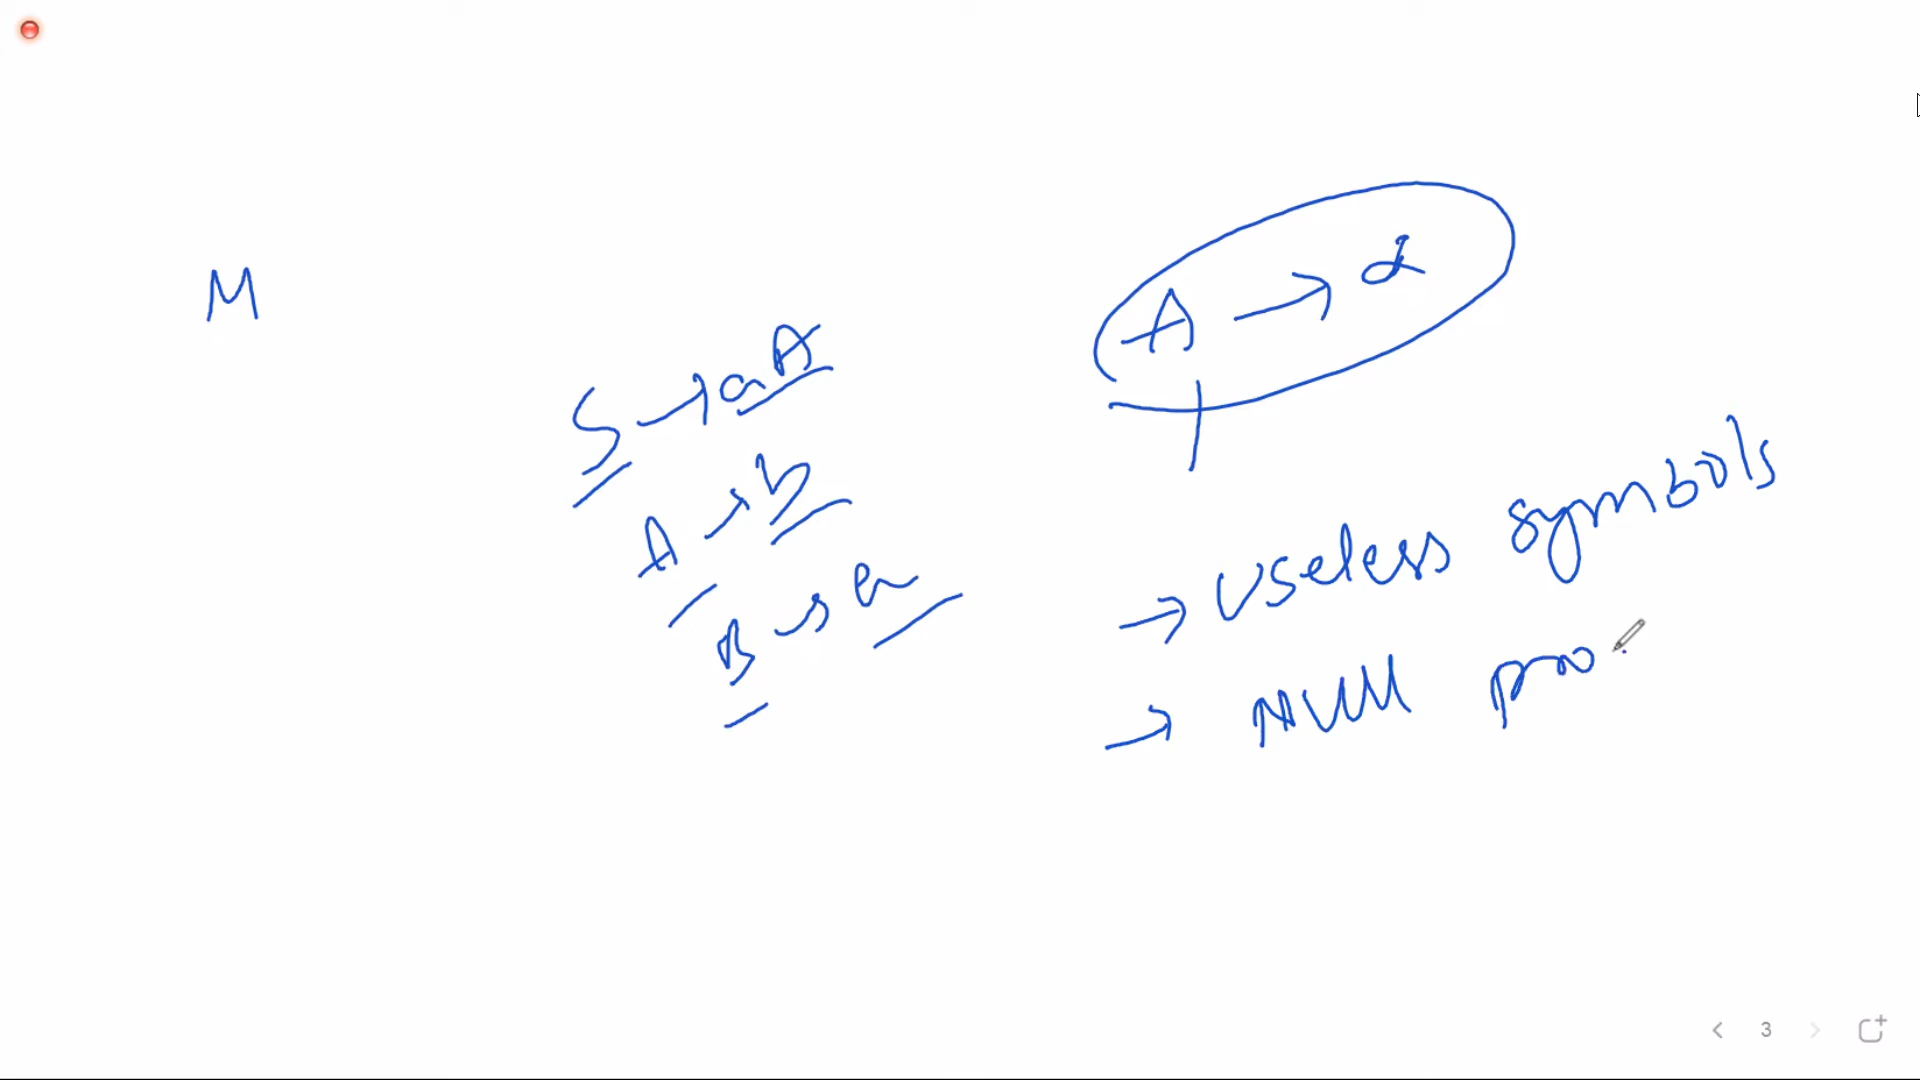 M
S → aA
A → b
B → a
A → α
→ Useless symbols
→ Null pro
3